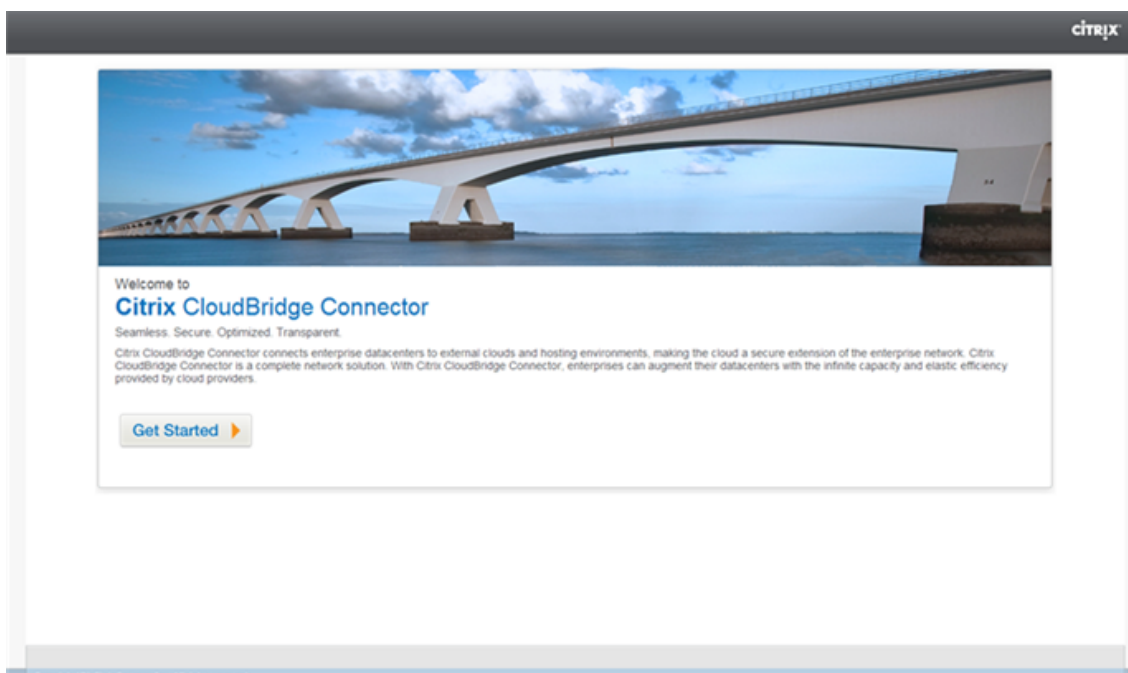 CİTRIX
Welcome to
Citrix CloudBridge Connector
Seamless. Secure. Optimized. Transparent.
Citrix CloudBridge Connector connects enterprise datacenters to external clouds and hosting environments, making the cloud a secure extension of the enterprise network. Citrix
CloudBridge Connector is a complete network solution. With Citrix CloudBridge Connector, enterprises can augment their datacenters with the infinite capacity and elastic efficiency
provided by cloud providers.
Get Started